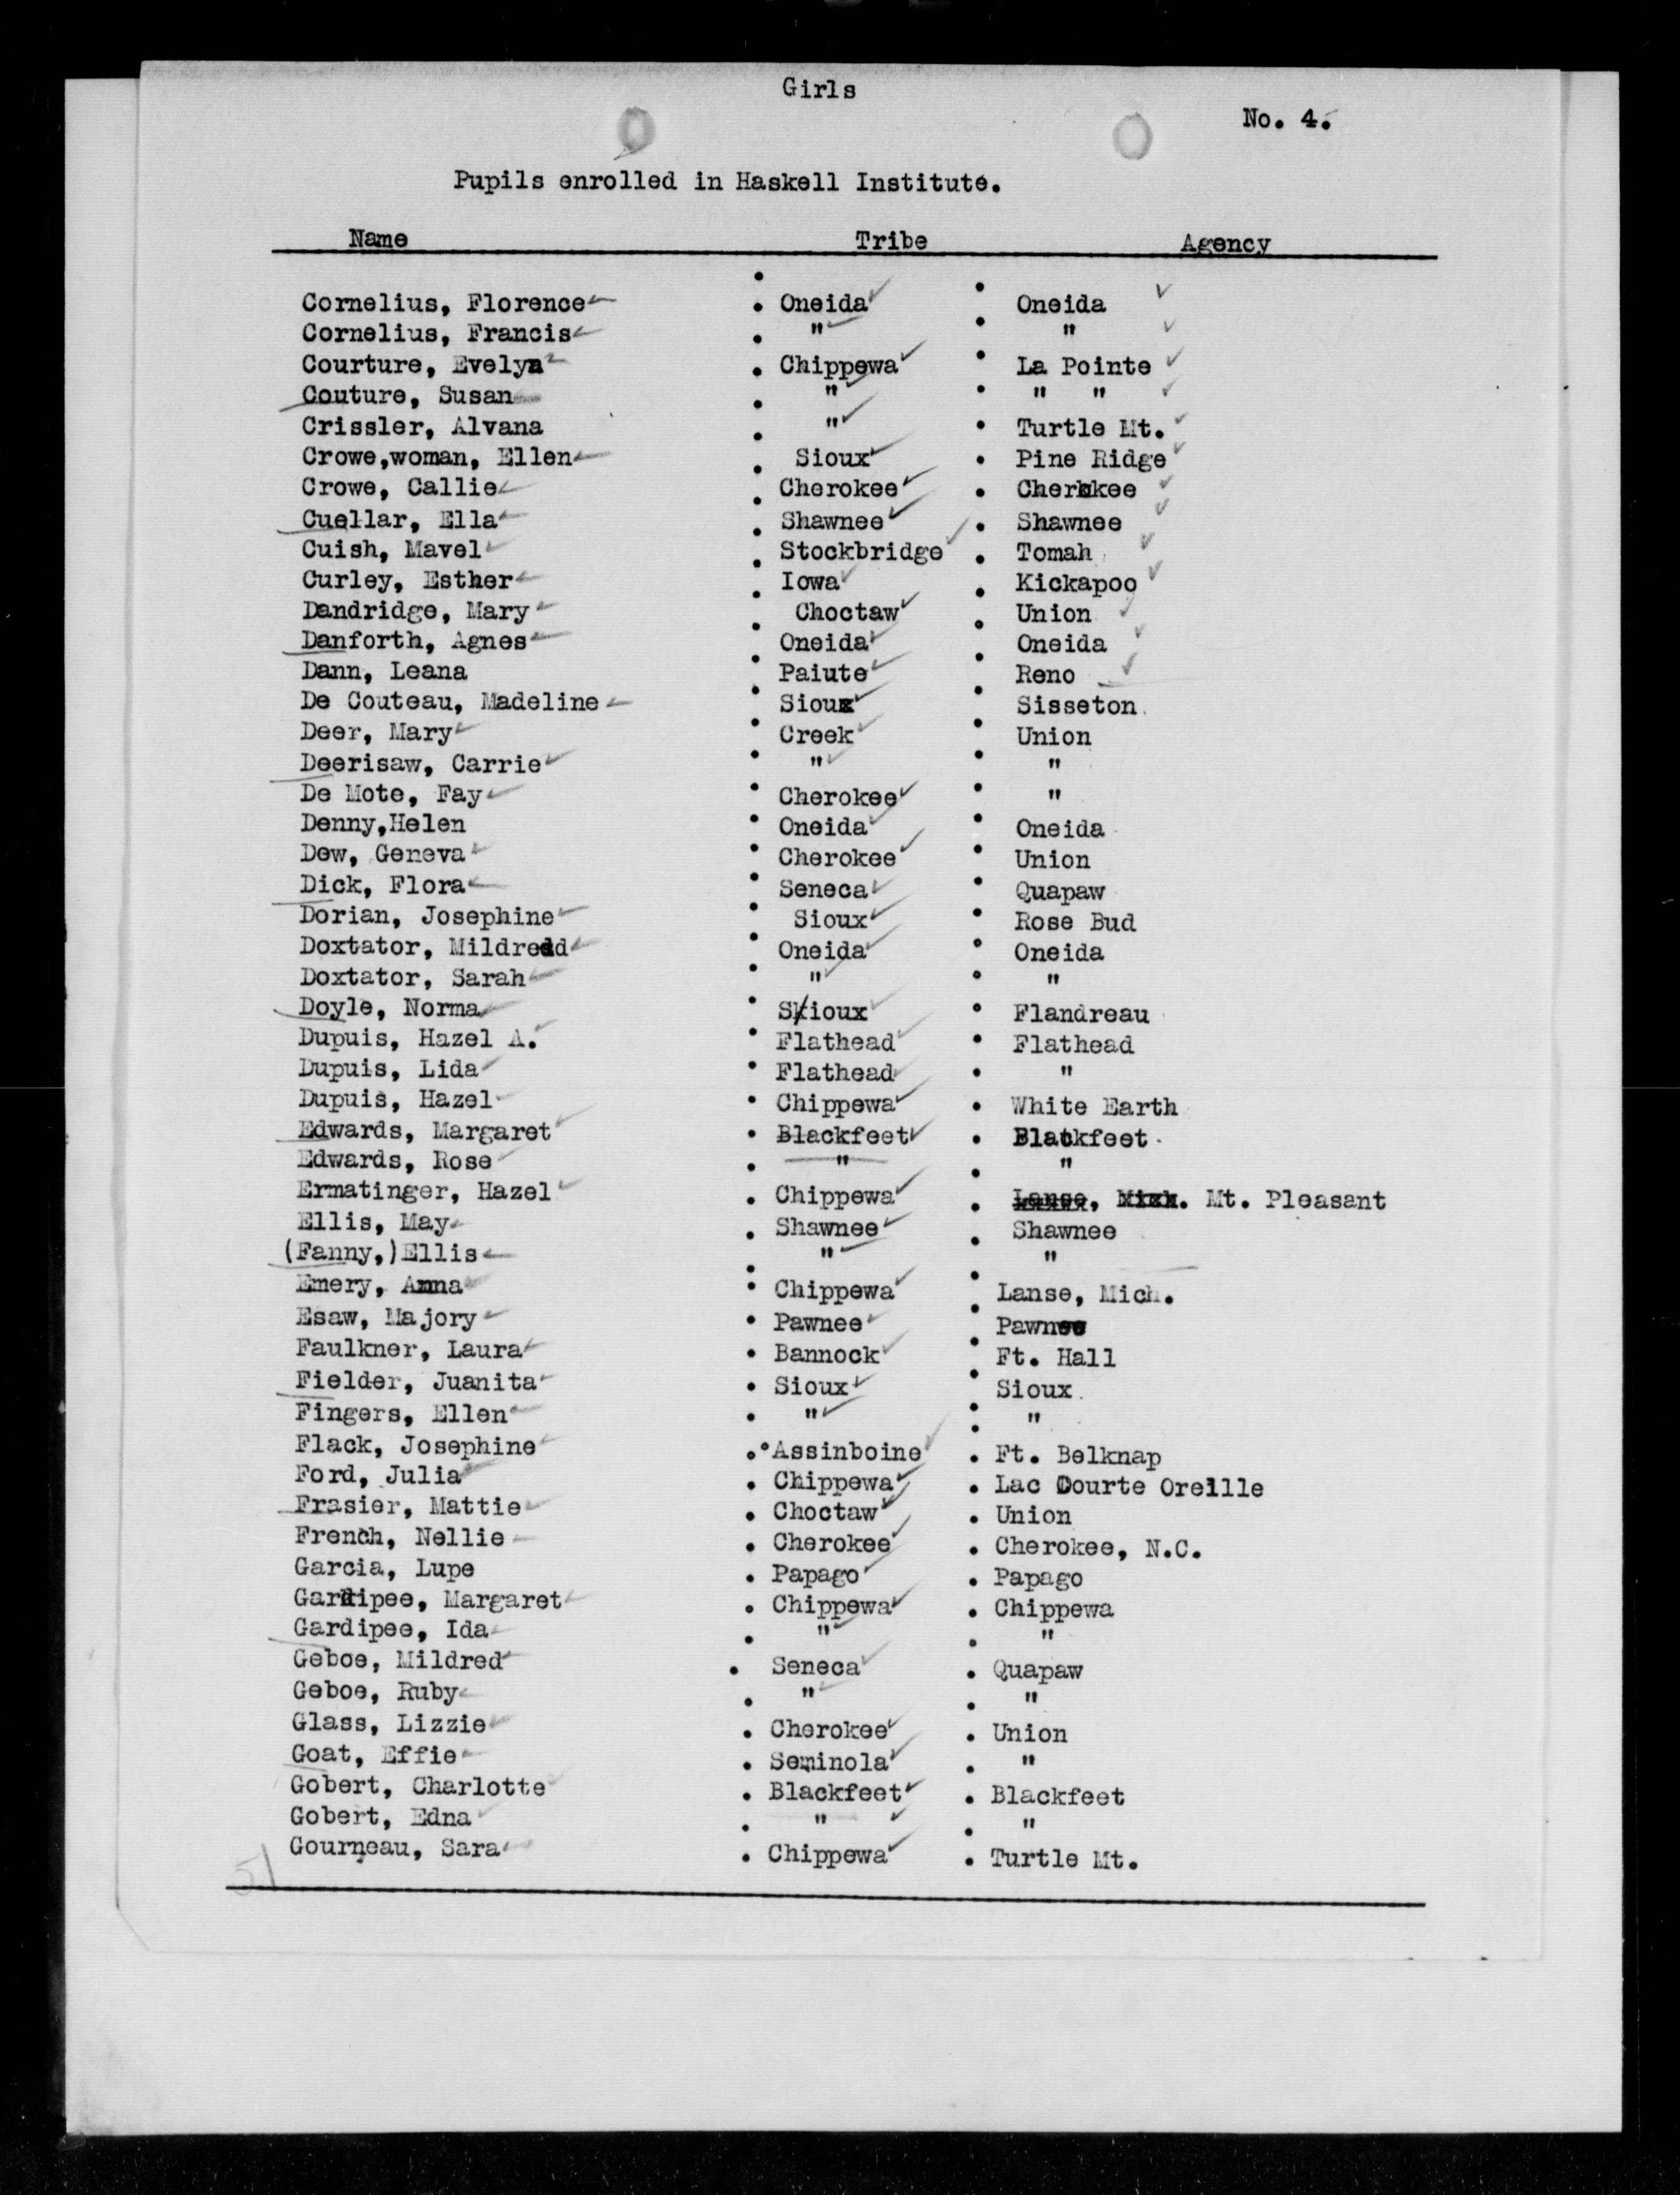 Girls
No. 4.
Pupils enrolled in Haskell Institute.
Name Tribe Agency
Cornelius, Florence . Oneida . Oneida
Cornelius, Francis . " . "
Courture, Evelyn . Chippewa . La Pointe
Couture, Susan . " . " "
Crissler, Alvana . " . Turtle Mt.
Crowe,woman, Ellen . Sioux . Pine Ridge
Crowe, Callie . Cherokee . Cherokee
Cuellar, Ella . Shawnee . Shawnee
Cuish, Mavel . Stockbridge . Tomah
Curley, Esther . Iowa . Kickapoo
Dandridge, Mary . Choctaw . Union
Danforth, Agnes . Oneida . Oneida
Dann, Leana . Paiute . Reno
De Couteau, Madeline . Sioux . Sisseton
Deer, Mary . Creek . Union
Deerisaw, Carrie . " . "
De Mote, Fay . Cherokee . "
Denny,Helen . Oneida . Oneida
Dew, Geneva . Cherokee . Union
Dick, Flora . Seneca . Quapaw
Dorian, Josephine . Sioux . Rose Bud
Doxtator, Mildred . Oneida . Oneida
Doxtator, Sarah . " . "
Doyle, Norma . Sioux . Flandreau
Dupuis, Hazel A. . Flathead . Flathead
Dupuis, Lida . Flathead . "
Dupuis, Hazel . Chippewa . White Earth
Edwards, Margaret . Blackfeet . Blackfeet
Edwards, Rose . " . "
Ermatinger, Hazel . Chippewa . Lanse, Mich. Mt. Pleasant
Ellis, May . Shawnee . Shawnee
(Fanny,)Ellis . " . "
Emery, Anna . Chippewa . Lanse, Mich.
Esaw, Majory . Pawnee . Pawnee
Faulkner, Laura . Bannock . Ft. Hall
Fielder, Juanita . Sioux . Sioux
Fingers, Ellen . " . "
Flack, Josephine . Assinboine . Ft. Belknap
Ford, Julia . Chippewa . Lac Courte Oreille
Frasier, Mattie . Choctaw . Union
French, Nellie . Cherokee . Cherokee, N.C.
Garcia, Lupe . Papago . Papago
Gardipee, Margaret . Chippewa . Chippewa
Gardipee, Ida . " . "
Geboe, Mildred . Seneca . Quapaw
Geboe, Ruby . " . "
Glass, Lizzie . Cherokee . Union
Goat, Effie . Seminola . "
Gobert, Charlotte . Blackfeet . Blackfeet
Gobert, Edna . " . "
Gourneau, Sara . Chippewa . Turtle Mt.
51